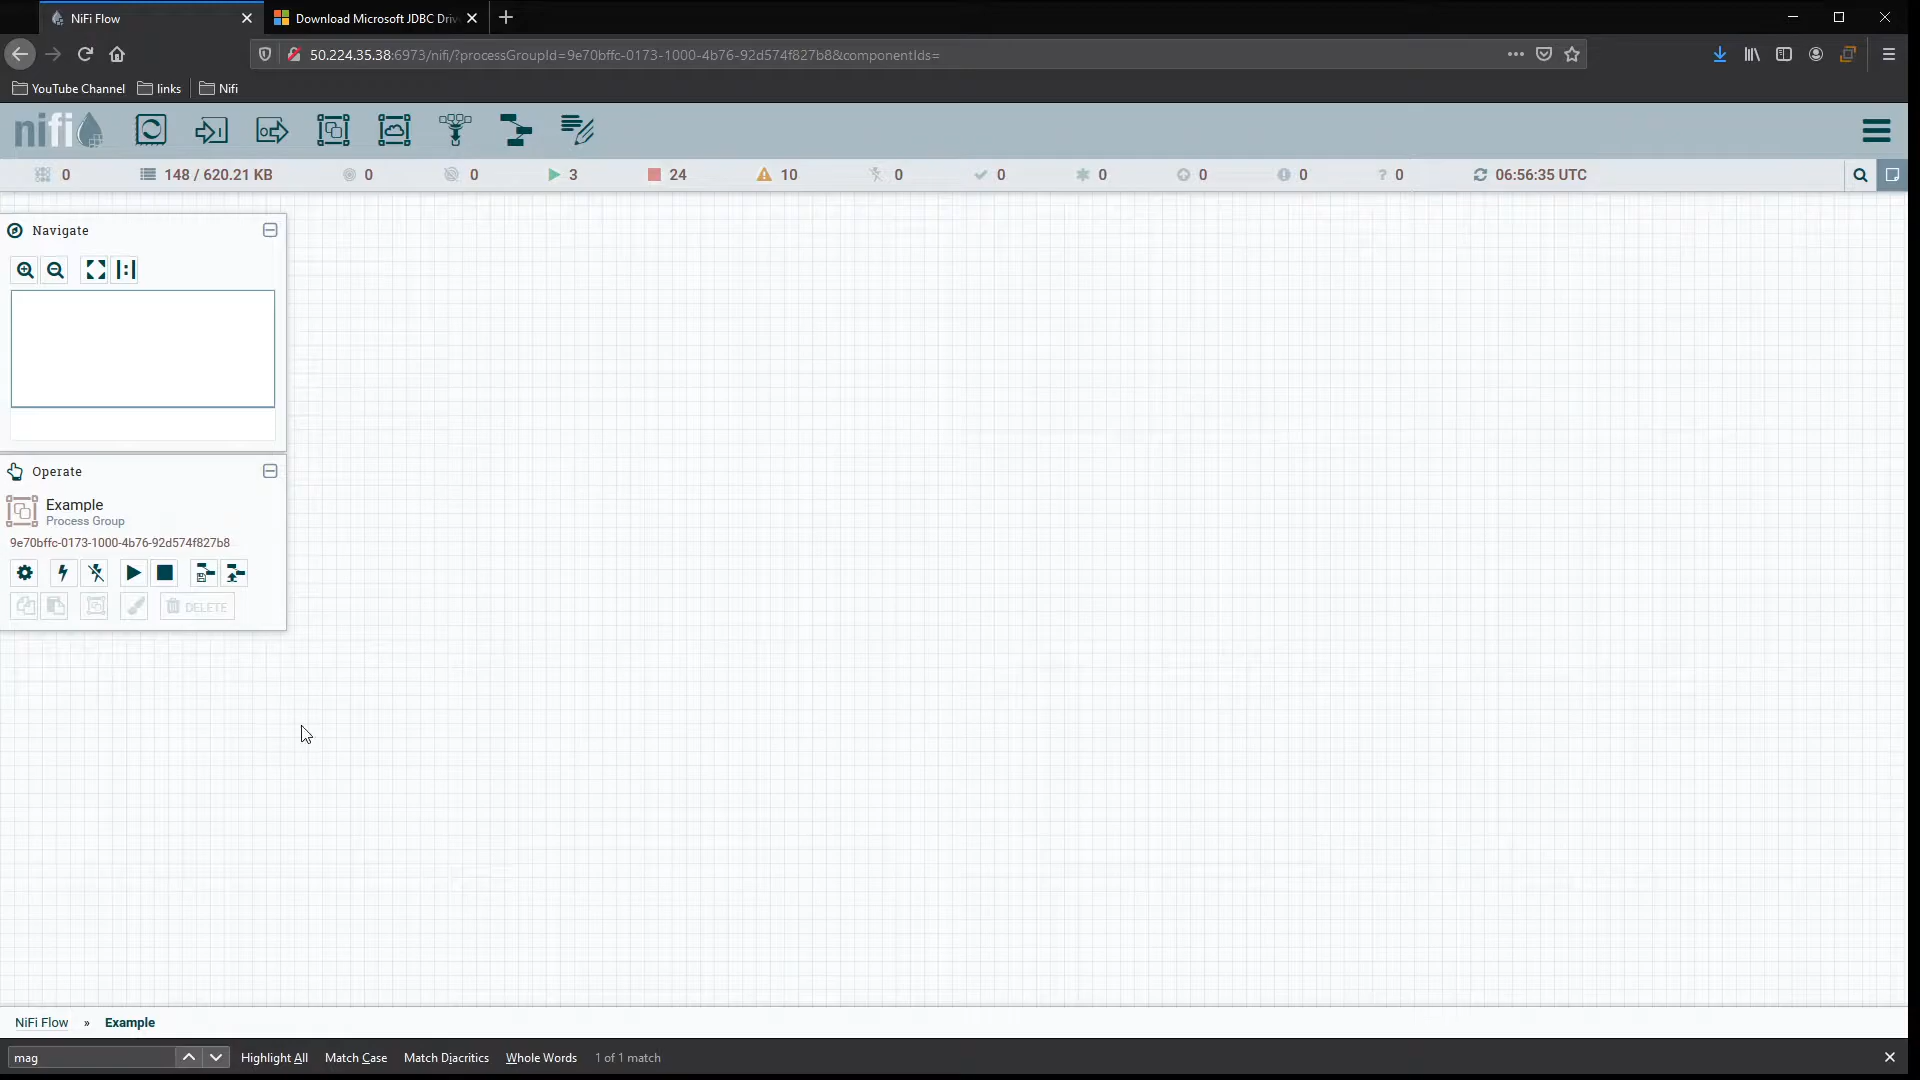 NiFi Flow
Download Microsoft JDBC Driv
50.224.35.38:6973/nifi/?processGroupId=9e70bffc-0173-1000-4b76-92d574f827b8&componentIds=
YouTube Channel links Nifi
nifi
0 148 / 620.21 KB 0 0 3 24 10 0 0 0 0 0 ? 0 06:56:35 UTC
Navigate
Operate
Example
Process Group
9e70bffc-0173-1000-4b76-92d574f827b8
DELETE
NiFi Flow » Example
mag Highlight All Match Case Match Diacritics Whole Words 1 of 1 match